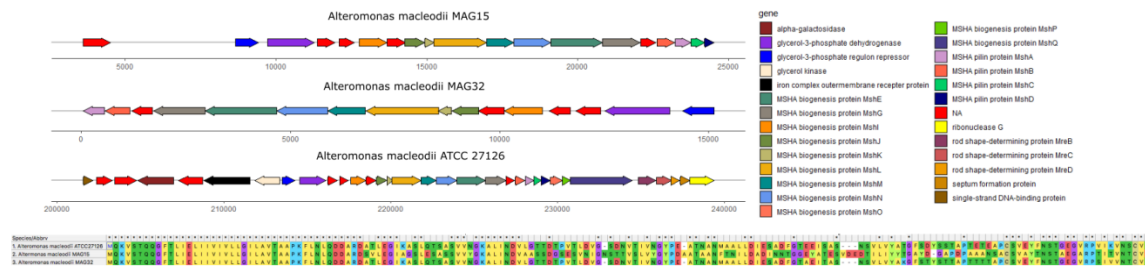 Alteromonas macleodii MAG15
5000
10000
15000
20000
25000
Alteromonas macleodii MAG32
0
5000
10000
15000
Alteromonas macleodii ATCC 27126
200000
210000
220000
230000
240000
gene
alpha-galactosidase
glycerol-3-phosphate dehydrogenase
glycerol-3-phosphate regulon repressor
glycerol kinase
iron complex outermembrane recepter protein
MSHA biogenesis protein MshE
MSHA biogenesis protein MshG
MSHA biogenesis protein MshI
MSHA biogenesis protein MshJ
MSHA biogenesis protein MshK
MSHA biogenesis protein MshL
MSHA biogenesis protein MshM
MSHA biogenesis protein MshN
MSHA biogenesis protein MshO
MSHA biogenesis protein MshP
MSHA biogenesis protein MshQ
MSHA pilin protein MshA
MSHA pilin protein MshB
MSHA pilin protein MshC
MSHA pilin protein MshD
NA
ribonuclease G
rod shape-determining protein MreB
rod shape-determining protein MreC
rod shape-determining protein MreD
septum formation protein
single-strand DNA-binding protein
Species/Abbrv
1. Alteromonas macleodii ATCC27126
2. Alteromonas macleodii MAG15
3. Alteromonas macleodii MAG32